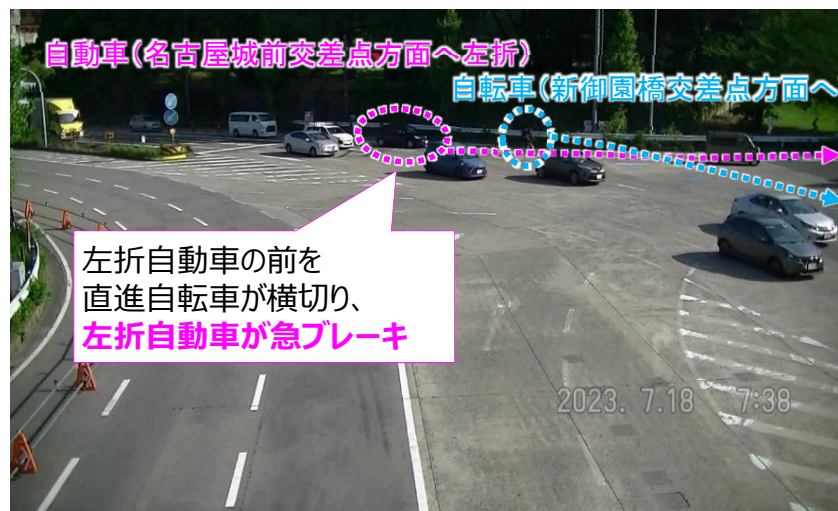 自動車(名古屋城前交差点方面へ左折)
自転車(新御園橋交差点方面へ
左折自動車の前を
直進自転車が横切り、
左折自動車が急ブレーキ
2023. 7.18 7:38